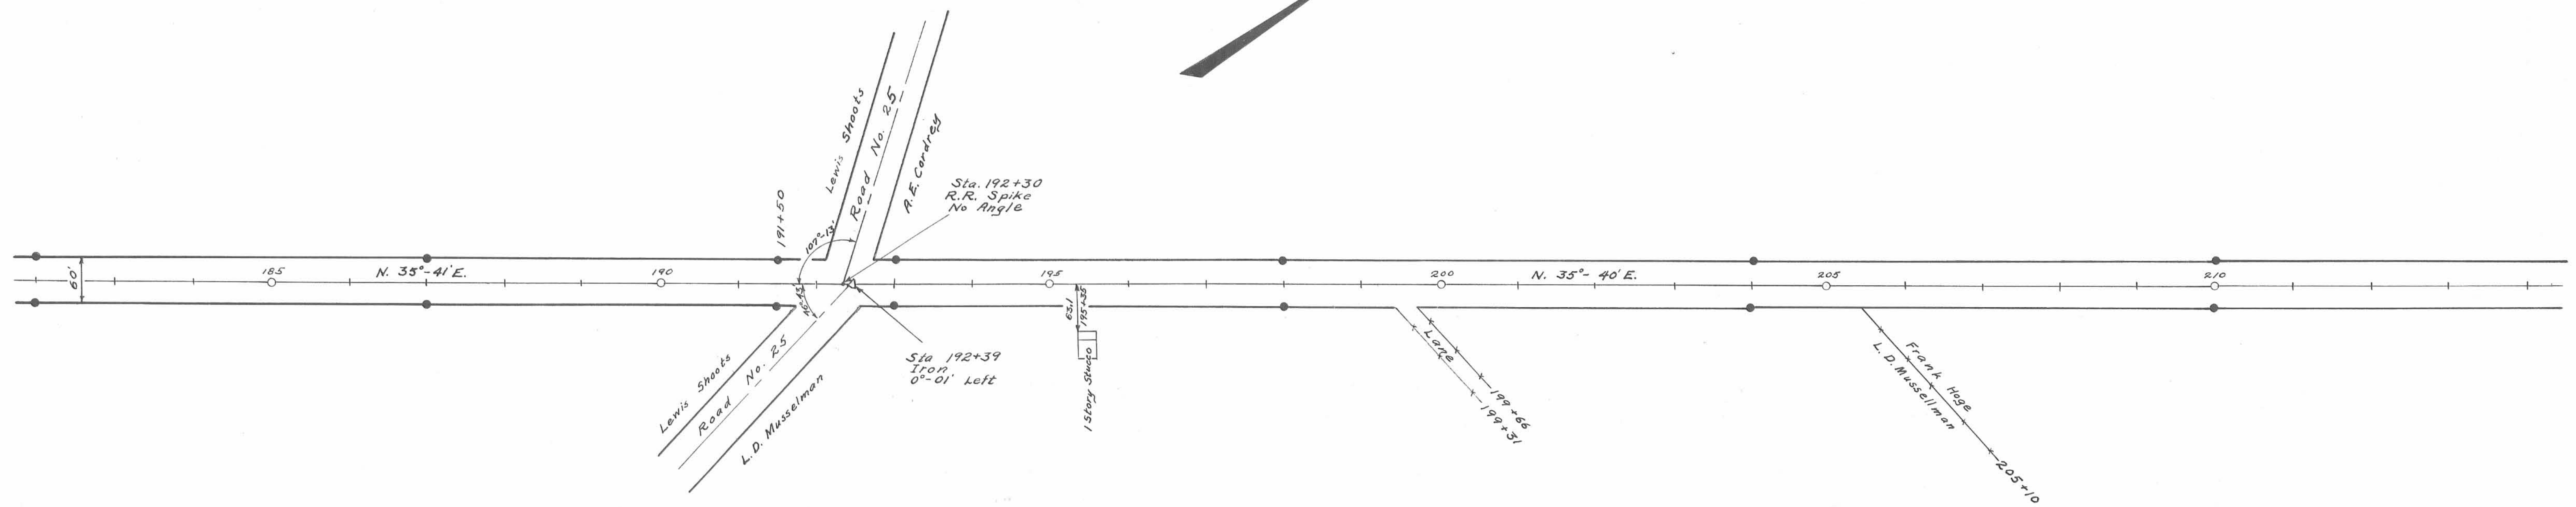 60'
185
N. 35°-41' E.
190
191+50
Lewis Shoots
Road No. 25
A.E. Cordrey
107°-13'
Sta. 192+30
R.R. Spike
No Angle
Sta 192+39
Iron
0°-01' Left
Lewis Shoots
Road No. 25
L.D. Musselman
195
63.1
195+35
1 Story Stucco
200
N. 35°-40' E.
Lane
199+66
199+31
205
Frank Hoge
L.D. Mussellman
205+10
210